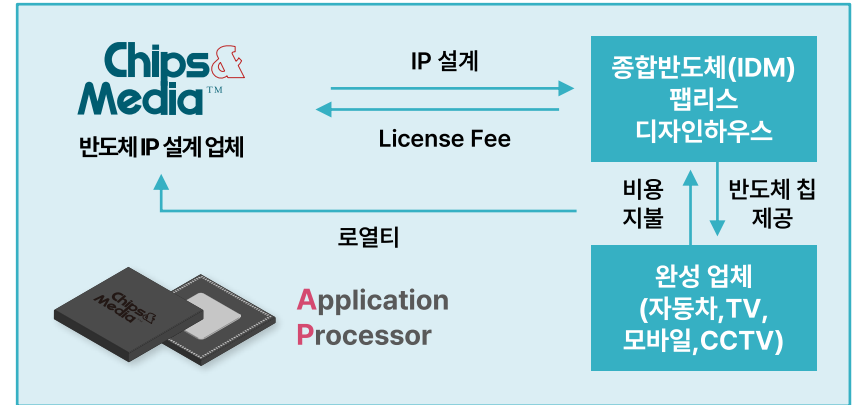 Chips&
Media™
반도체 IP 설계 업체
IP 설계
License Fee
종합반도체(IDM)
팹리스
디자인하우스
비용
지불
반도체 칩
제공
로열티
완성 업체
(자동차,TV,
모바일,CCTV)
Chips&
Media
Application
Processor